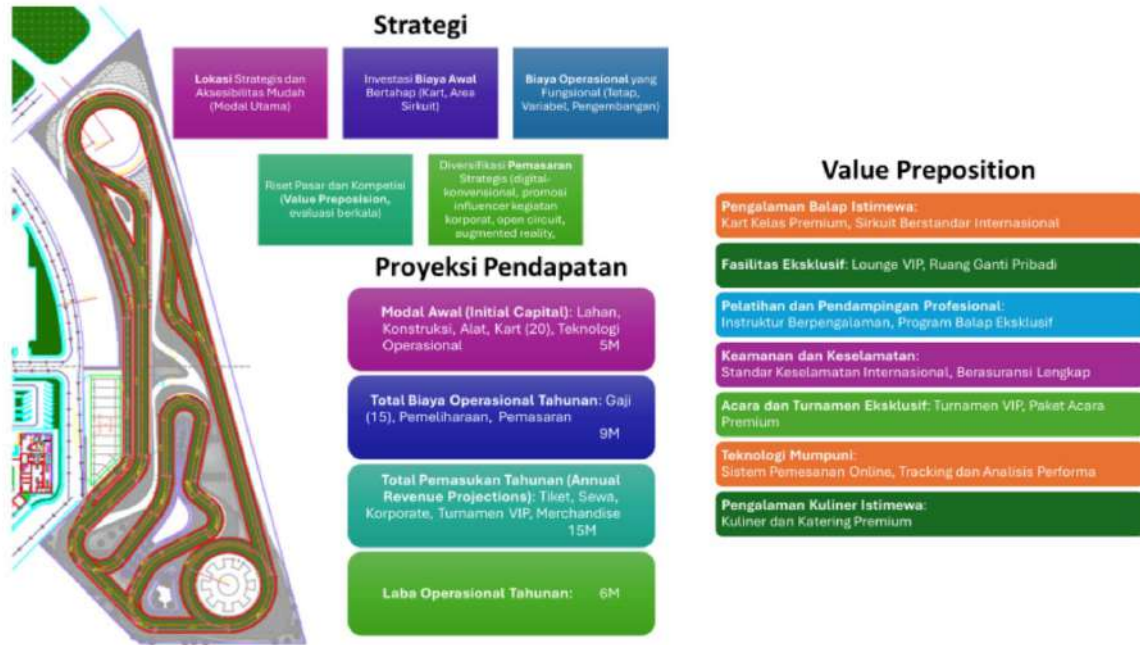 Strategi
Lokasi Strategis dan
Aksesibilitas Mudah
(Modal Utama)
Investasi Biaya Awal
Bertahap (Kart, Area
Sirkuit)
Biaya Operasional yang
Fungsional (Tetap,
Variabel, Pengembangan)
Riset Pasar dan Kompetisi
(Value Preposision,
evaluasi berkala)
Diversifikasi Pemasaran
Strategis (digital-
konvensional, promosi
influencer kegiatan
korporat, open circuit,
augmented reality,
Proyeksi Pendapatan
Modal Awal (Initial Capital): Lahan,
Konstruksi, Alat, Kart (20), Teknologi
Operasional 5M
Total Biaya Operasional Tahunan: Gaji
(15), Pemeliharaan, Pemasaran
9M
Total Pemasukan Tahunan (Annual
Revenue Projections): Tiket, Sewa,
Korporate, Turnamen VIP, Merchandise
15M
Laba Operasional Tahunan: 6M
Value Preposition
Pengalaman Balap Istimewa:
Kart Kelas Premium, Sirkuit Berstandar Internasional
Fasilitas Eksklusif: Lounge VIP, Ruang Ganti Pribadi
Pelatihan dan Pendampingan Profesional:
Instruktur Berpengalaman, Program Balap Eksklusif
Keamanan dan Keselamatan:
Standar Keselamatan Internasional, Berasuransi Lengkap
Acara dan Turnamen Eksklusif: Turnamen VIP, Paket Acara
Premium
Teknologi Mumpuni:
Sistem Pemesanan Online, Tracking dan Analisis Performa
Pengalaman Kuliner Istimewa:
Kuliner dan Katering Premium